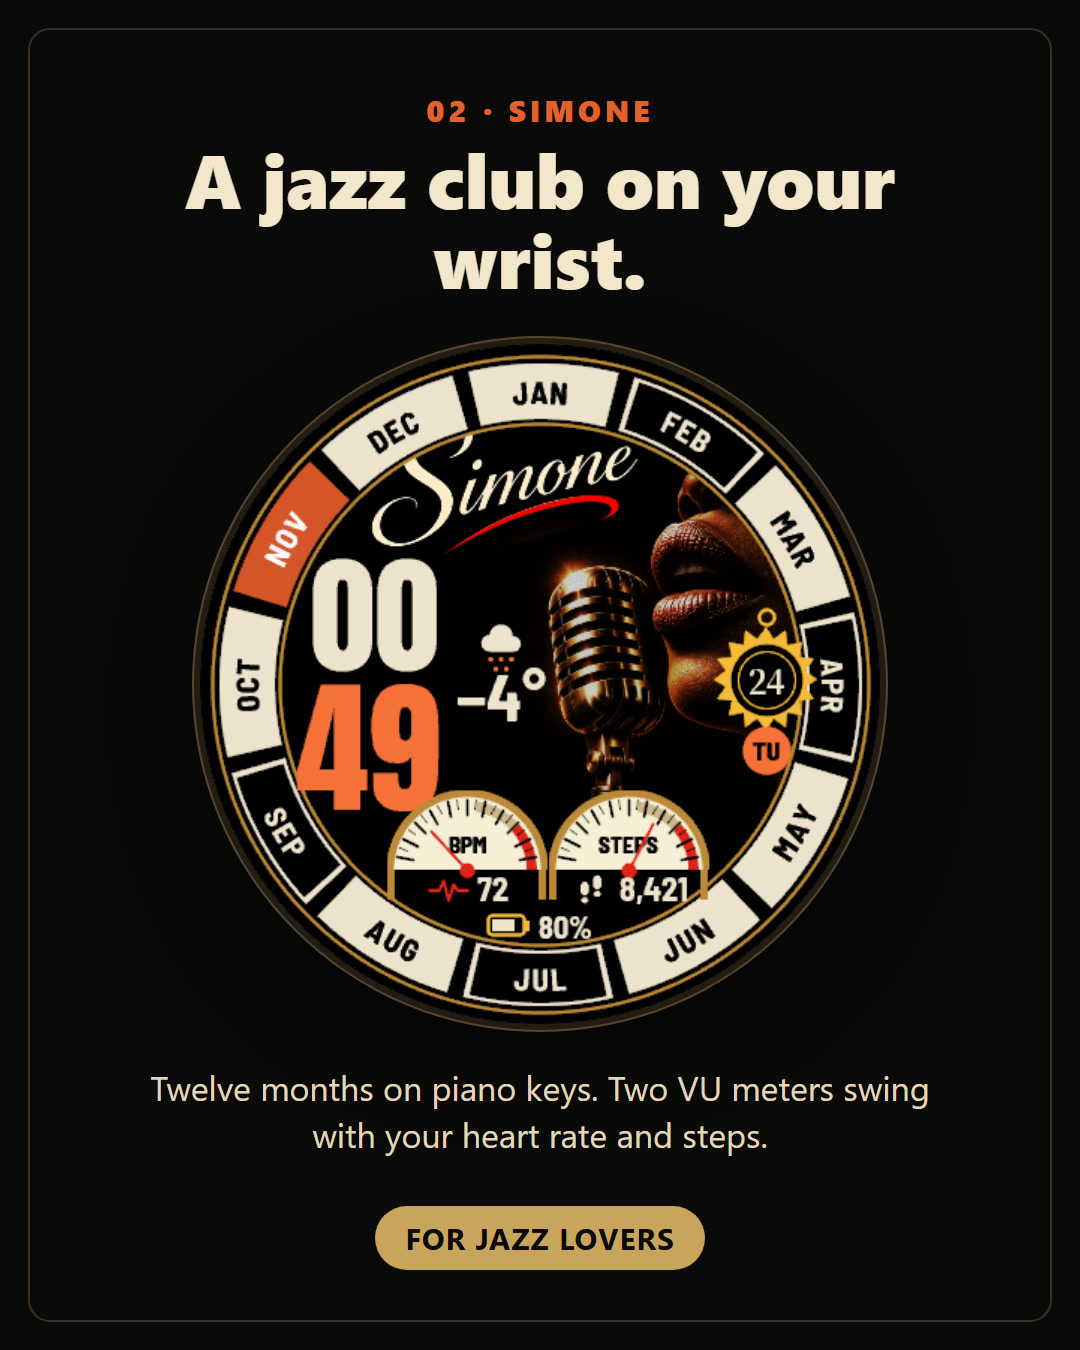 02 · SIMONE
A jazz club on your
wrist.
JAN
FEB
MAR
APR
MAY
JUN
JUL
AUG
SEP
OCT
NOV
DEC
Simone
00
49
-4°
24
TU
BPM
STEPS
72
8,421
80%
Twelve months on piano keys. Two VU meters swing
with your heart rate and steps.
FOR JAZZ LOVERS